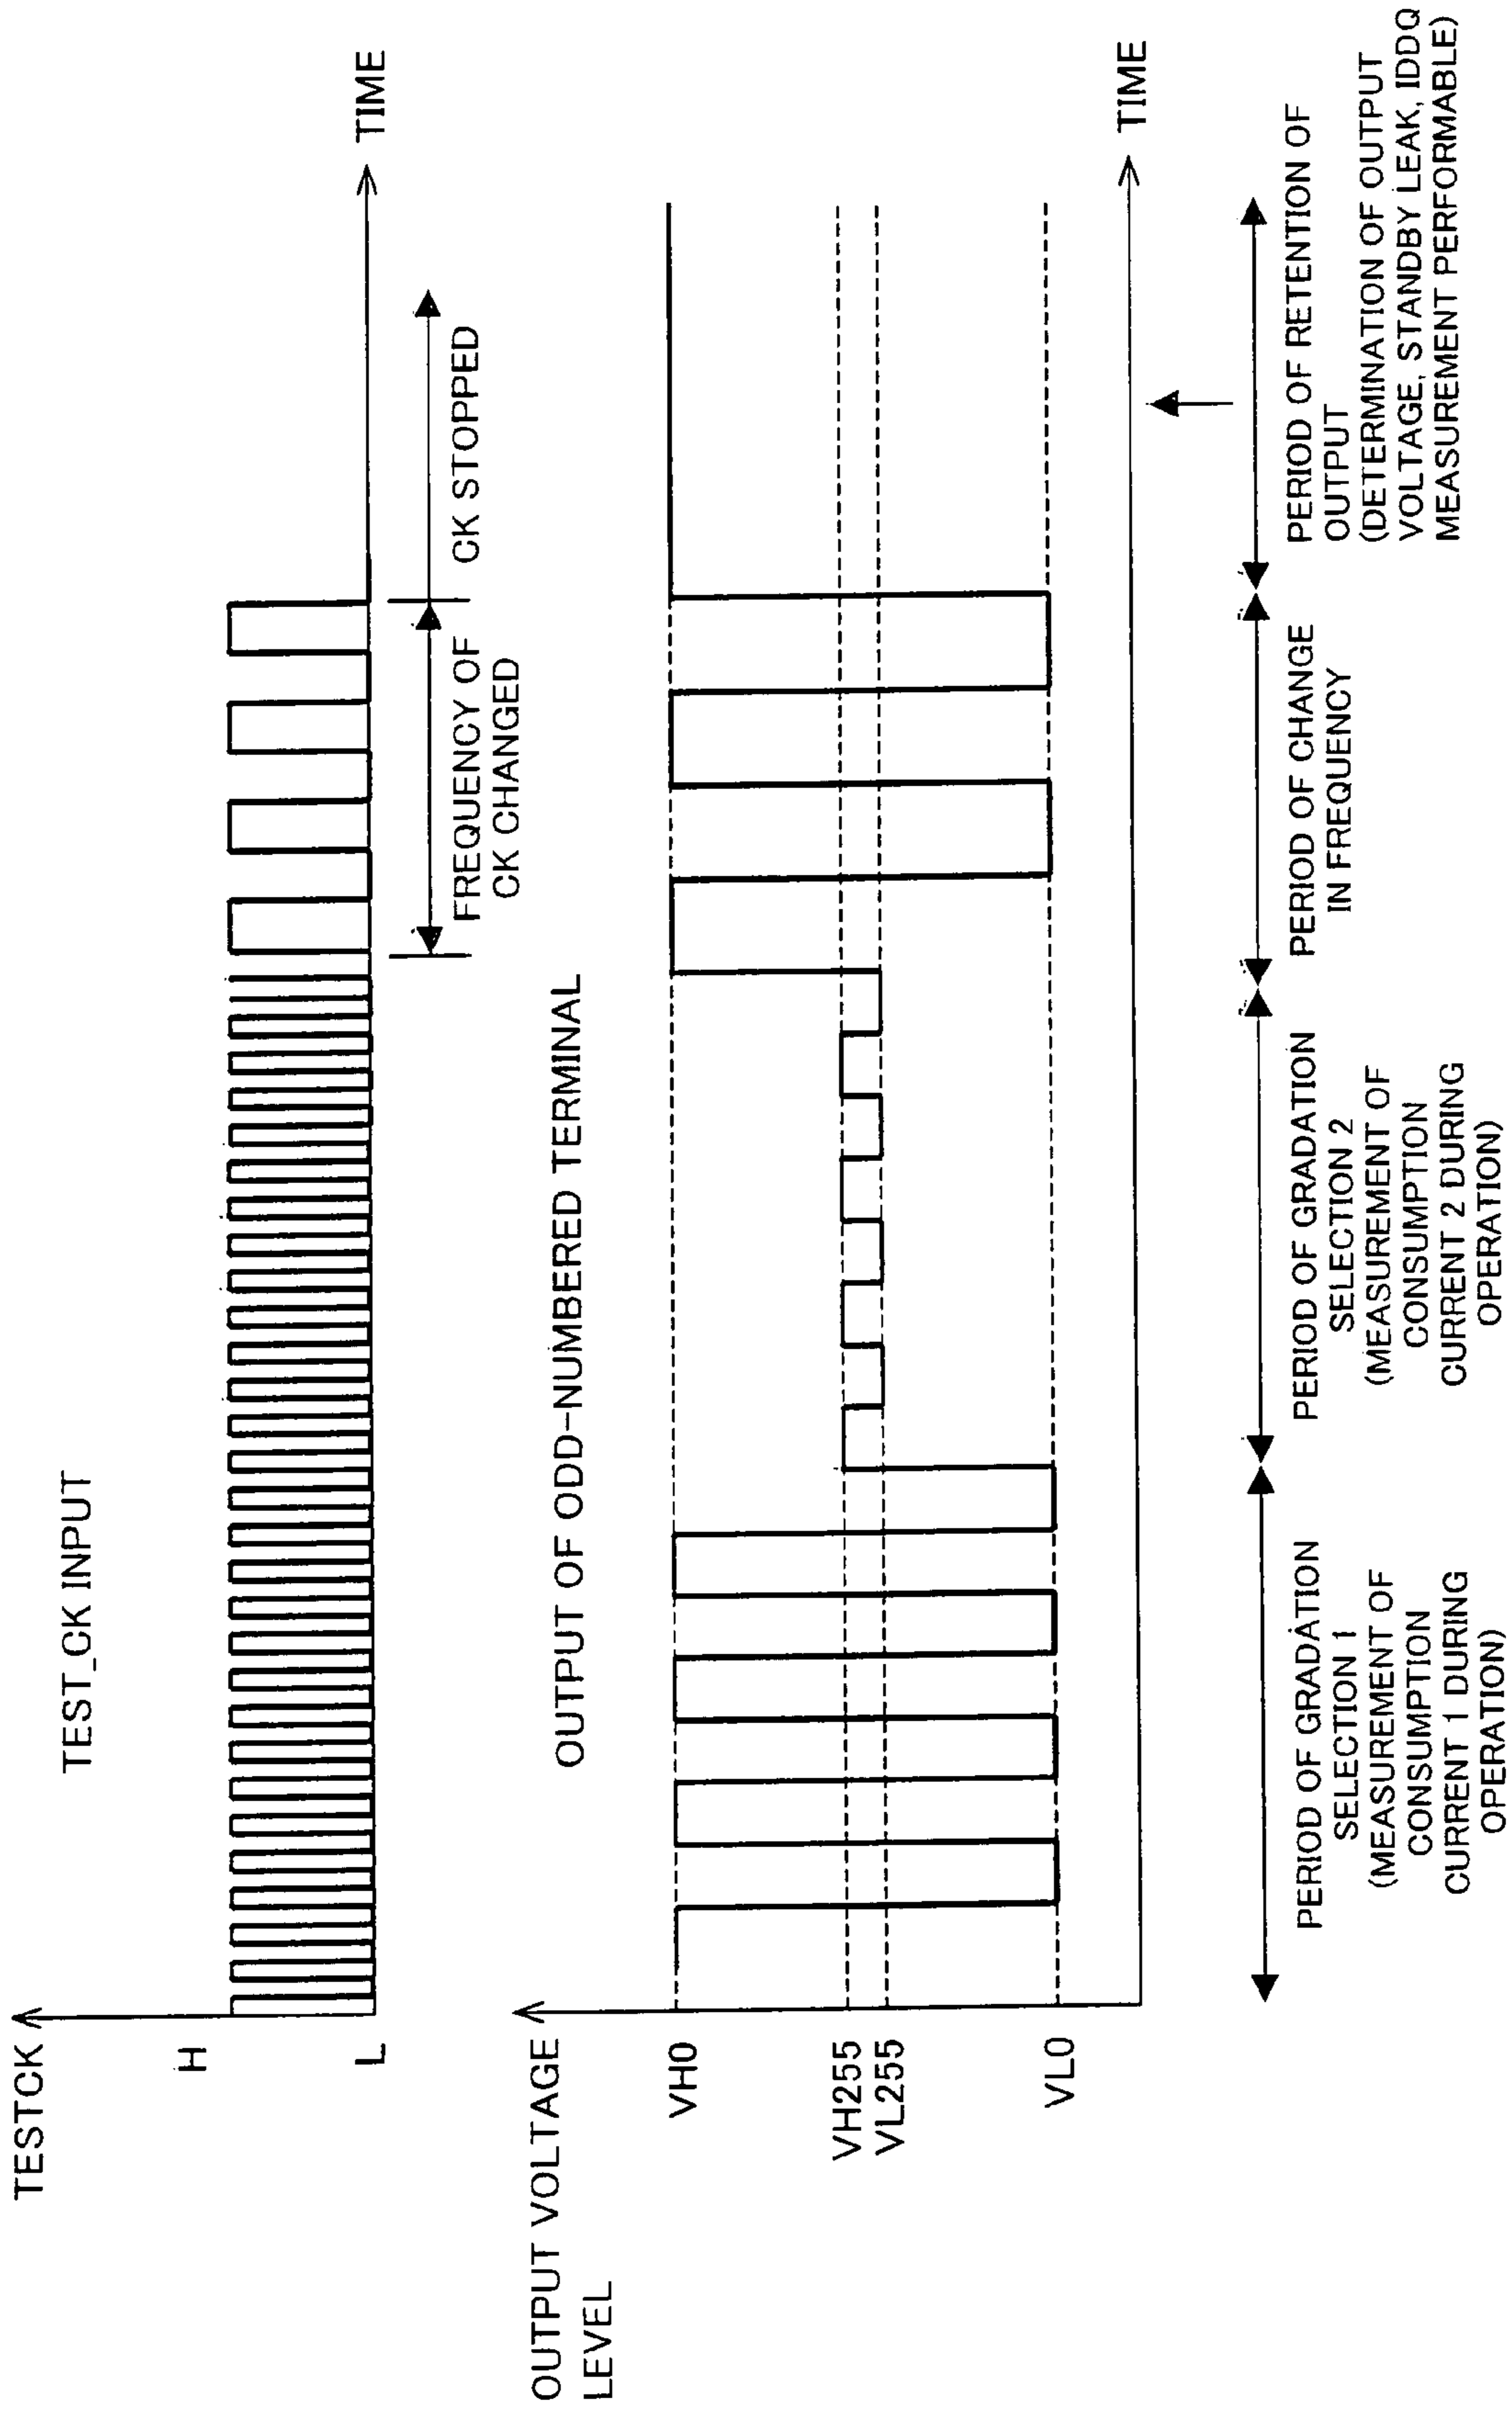 TEST_CK INPUT
TESTCK
H
L
TIME
FREQUENCY OF
CK CHANGED
CK STOPPED
OUTPUT OF ODD-NUMBERED TERMINAL
OUTPUT VOLTAGE
LEVEL
VH0
VH255
VL255
VL0
TIME
PERIOD OF GRADATION
SELECTION 1
(MEASUREMENT OF
CONSUMPTION
CURRENT 1 DURING
OPERATION)
PERIOD OF GRADATION
SELECTION 2
(MEASUREMENT OF
CONSUMPTION
CURRENT 2 DURING
OPERATION)
PERIOD OF CHANGE
IN FREQUENCY
PERIOD OF RETENTION OF
OUTPUT
(DETERMINATION OF OUTPUT
VOLTAGE, STANDBY LEAK, IDDQ
MEASUREMENT PERFORMABLE)